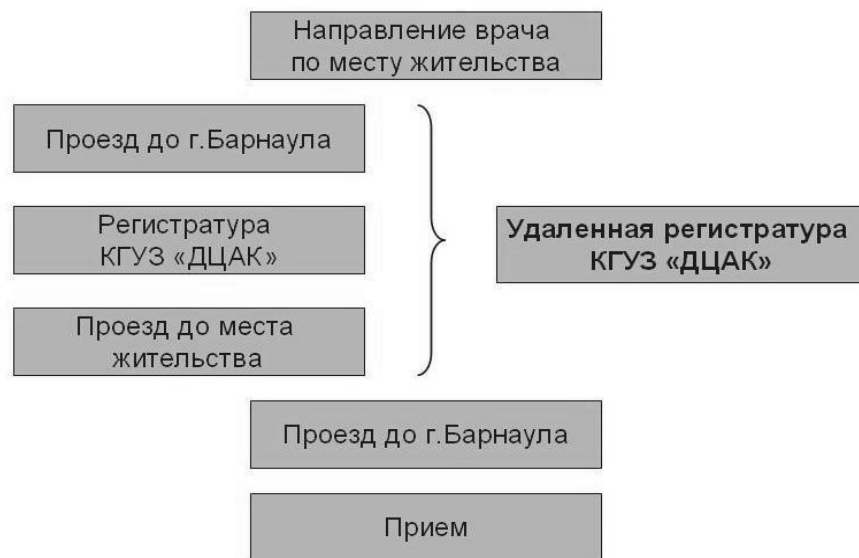 Направление врача
по месту жительства
Проезд до г.Барнаула
Регистратура
КГУЗ «ДЦАК»
Проезд до места
жительства
Удаленная регистратура
КГУЗ «ДЦАК»
Проезд до г.Барнаула
Прием